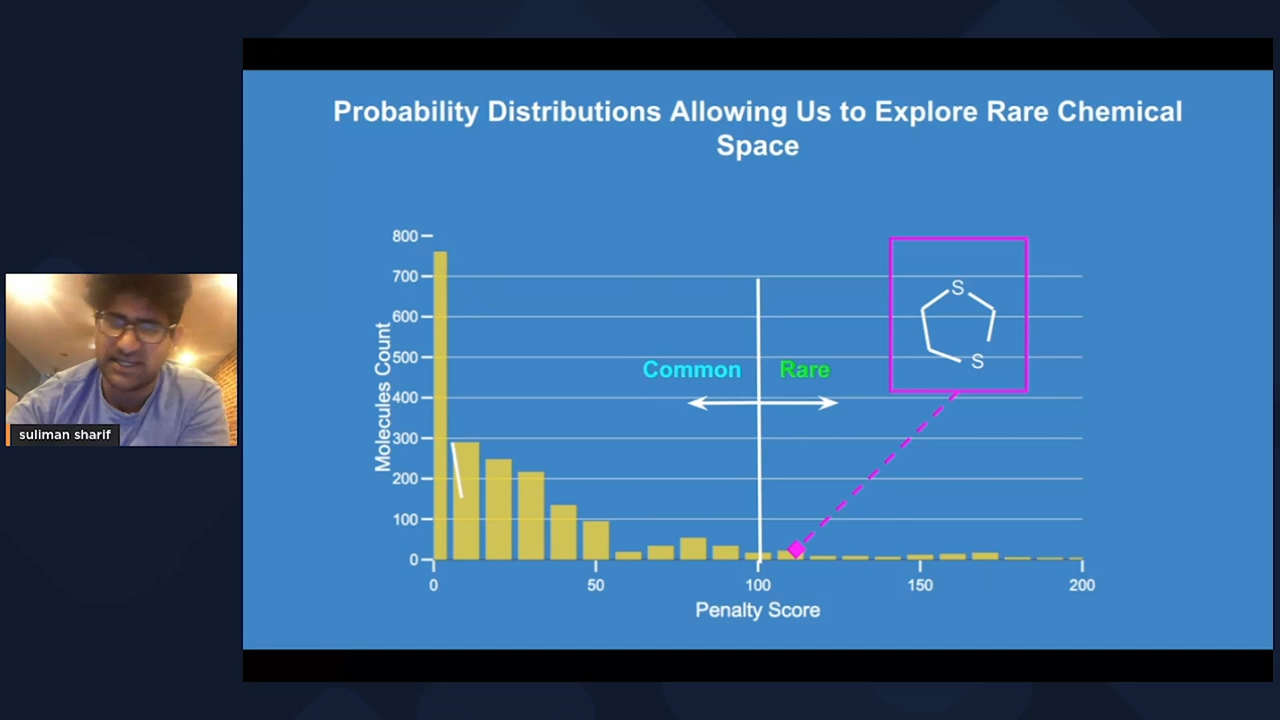 Probability Distributions Allowing Us to Explore Rare Chemical
Space
800
700
600
500
400
300
200
100
0
Molecules Count
Common
Rare
S
S
0
50
100
150
200
Penalty Score
suliman sharif